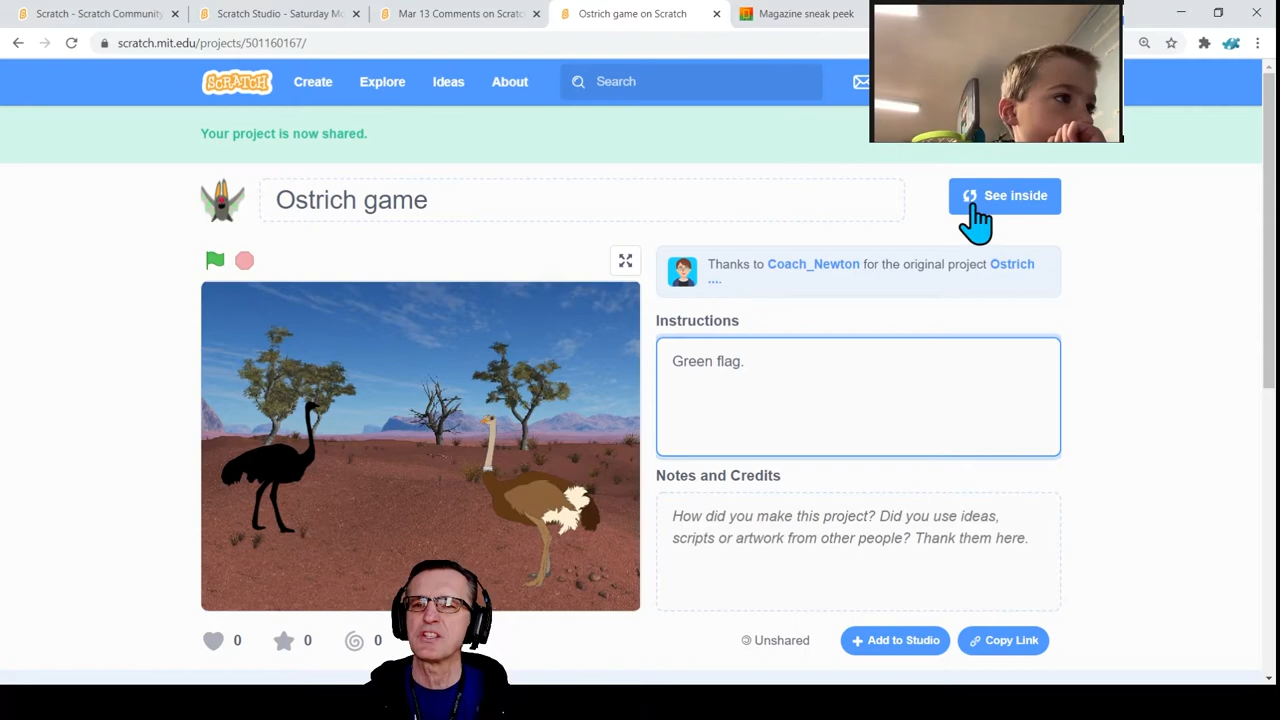 Scratch - Scratch Community
Scratch Studio - Saturday Mo
Mar 13 Comments on Scratc
Ostrich game on Scratch
Magazine sneak peek
scratch.mit.edu/projects/501160167/
SCRATCH
Create
Explore
Ideas
About
Search
Your project is now shared.
Ostrich game
See inside
Thanks to Coach_Newton for the original project Ostrich
....
Instructions
Green flag.
Notes and Credits
How did you make this project? Did you use ideas,
scripts or artwork from other people? Thank them here.
0
0
0
Unshared
Add to Studio
Copy Link